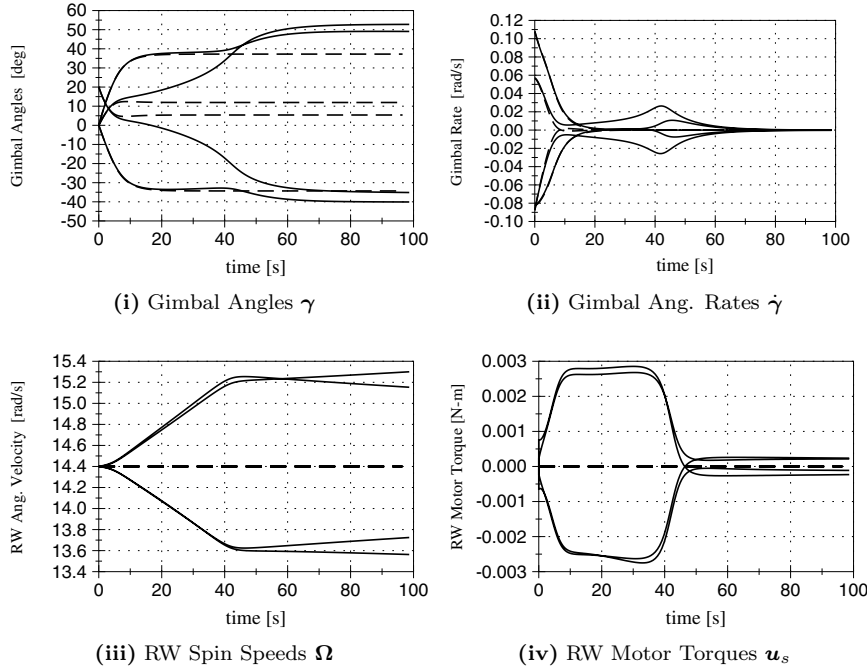 60
50
40
30
20
10
0
-10
-20
-30
-40
-50
Gimbal Angles [deg]
0 20 40 60 80 100
time [s]
(i) Gimbal Angles γ
0.12
0.10
0.08
0.06
0.04
0.02
0.00
-0.02
-0.04
-0.06
-0.08
-0.10
Gimbal Rate [rad/s]
0 20 40 60 80 100
time [s]
(ii) Gimbal Ang. Rates γ̇
15.4
15.2
15.0
14.8
14.6
14.4
14.2
14.0
13.8
13.6
13.4
RW Ang. Velocity [rad/s]
0 20 40 60 80 100
time [s]
(iii) RW Spin Speeds Ω
0.003
0.002
0.001
0.000
-0.001
-0.002
-0.003
RW Motor Torque [N-m]
0 20 40 60 80 100
time [s]
(iv) RW Motor Torques uₛ